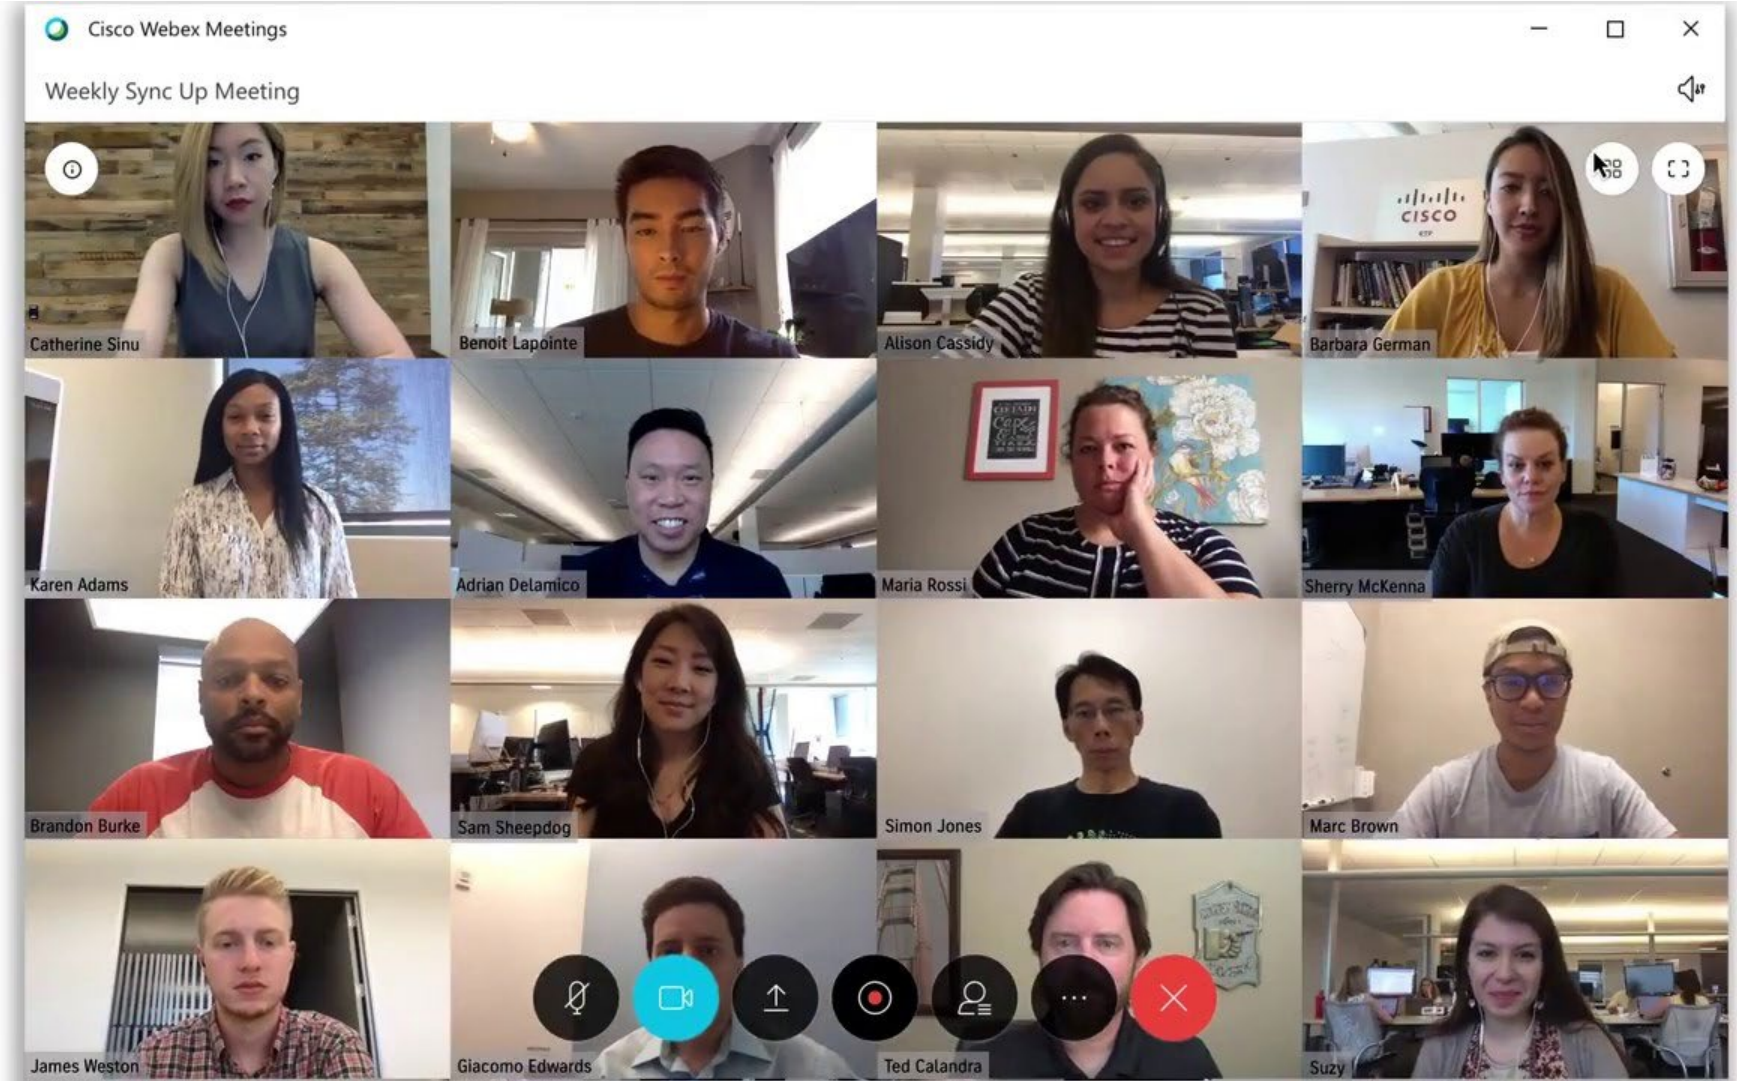 Cisco Webex Meetings
Weekly Sync Up Meeting
CISCO
Catherine Sinu
Benoit Lapointe
Alison Cassidy
Barbara German
Karen Adams
Adrian Delamico
Maria Rossi
Sherry McKenna
Brandon Burke
Sam Sheepdog
Simon Jones
Marc Brown
James Weston
Giacomo Edwards
Ted Calandra
Suzy